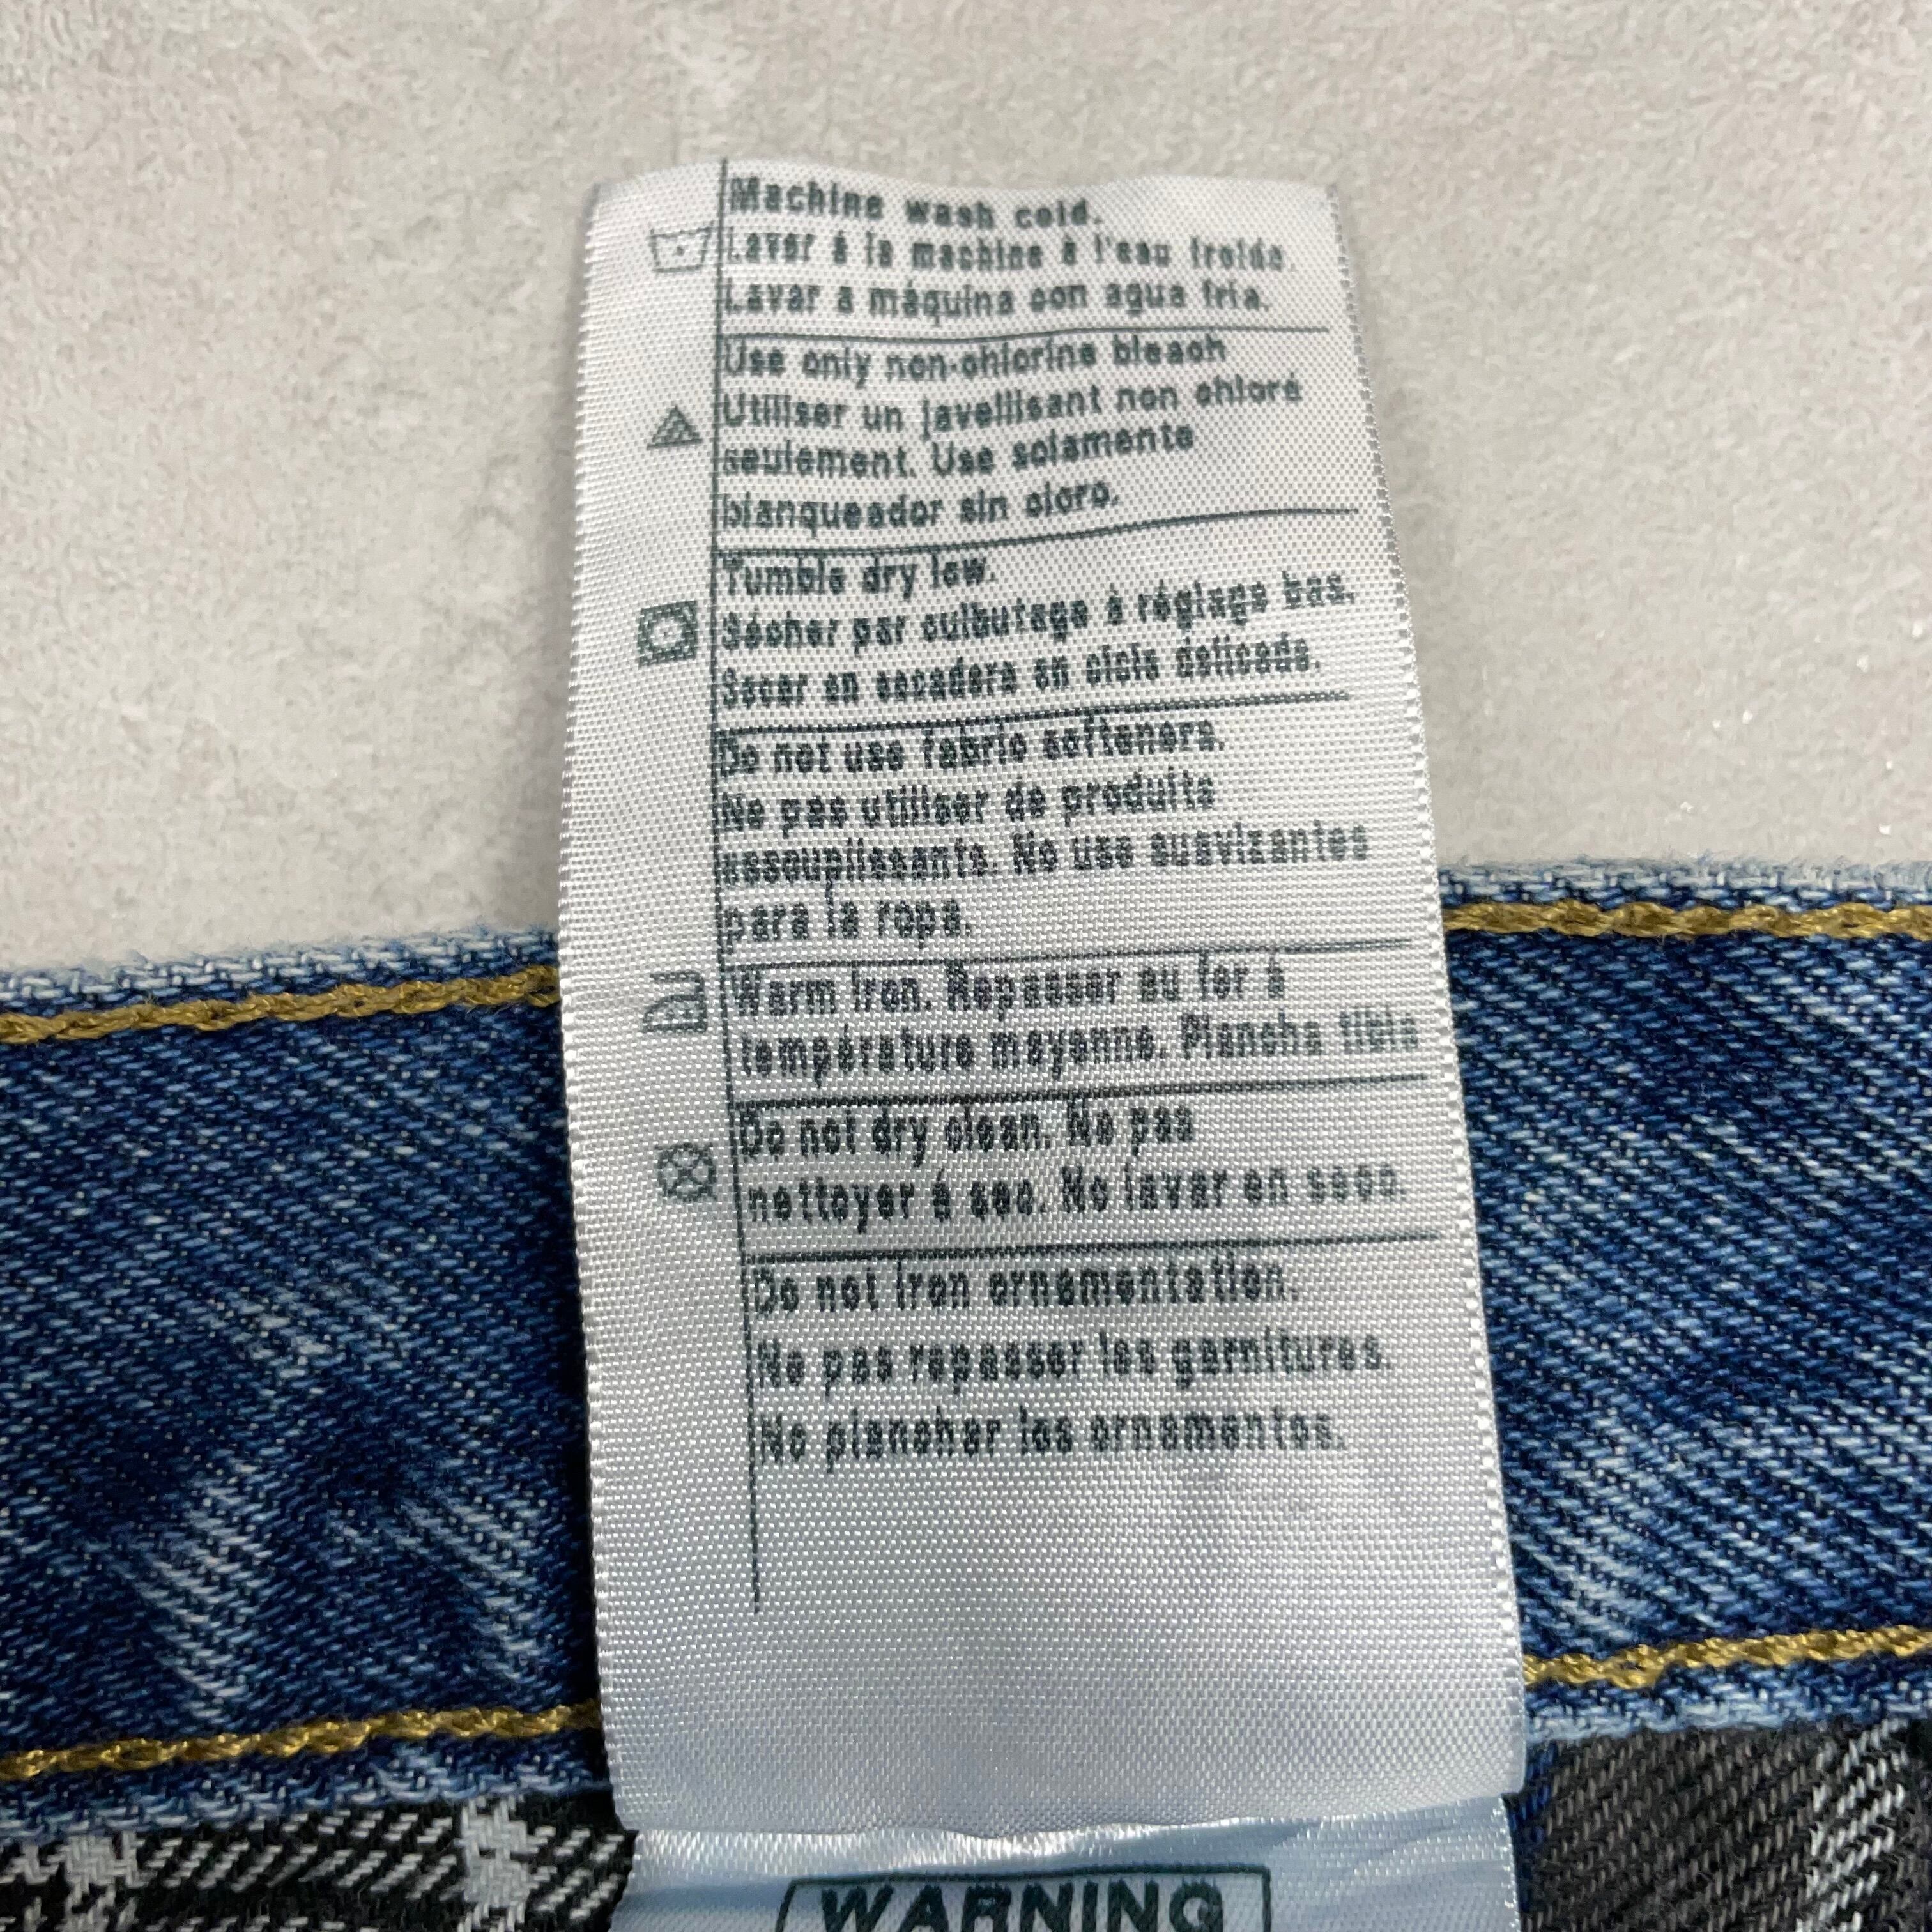 Machine wash cold.
Laver à la machine à l'eau froide.
Lavar a máquina con agua fria.
Use only non-chlorine bleach
Utiliser un javellisant non chloré
seulement. Use solamente
blanqueador sin cloro.
Tumble dry low.
Sécher par culbutage à réglage bas.
Secar en secadora en ciclo delicado.
Do not use fabric softeners.
Ne pas utiliser de produits
assouplissants. No use suavizantes
para la ropa.
Warm iron. Repasser au fer à
température moyenne. Plancha tibia
Do not dry clean. Ne pas
nettoyer à sec. No lavar en seco.
Do not iron ornamentation.
Ne pas repasser les garnitures.
No planchar los ornamentos.
WARNING